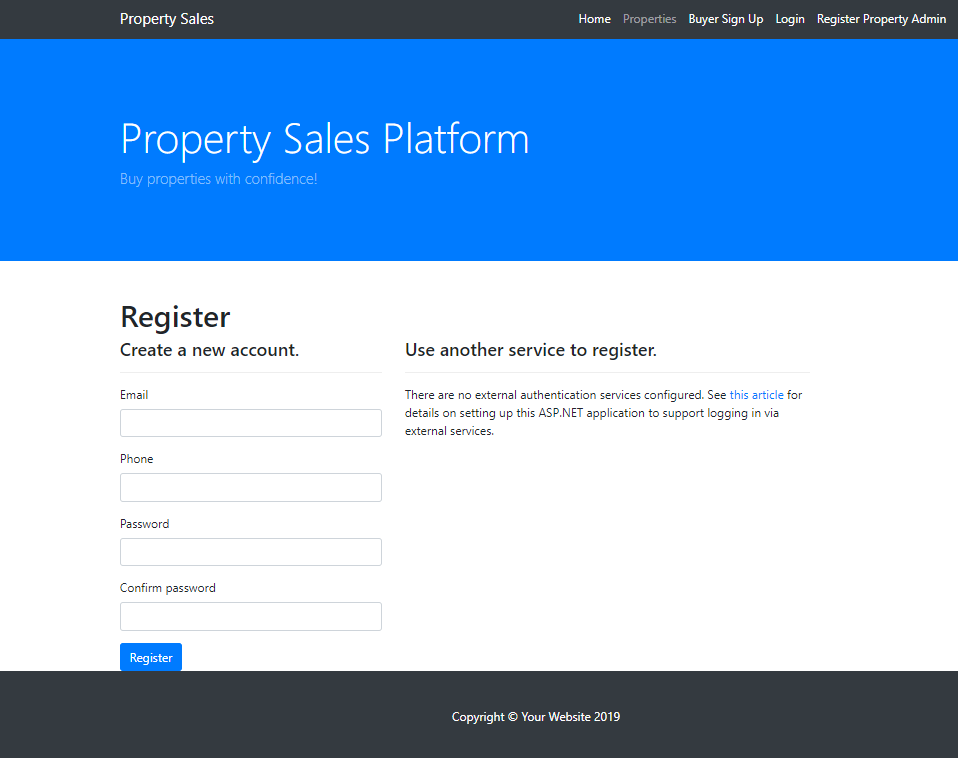 Property Sales
Home Properties Buyer Sign Up Login Register Property Admin
Property Sales Platform
Buy properties with confidence!
Register
Create a new account.
Email
Phone
Password
Confirm password
Register
Use another service to register.
There are no external authentication services configured. See this article for
details on setting up this ASP.NET application to support logging in via
external services.
Copyright © Your Website 2019